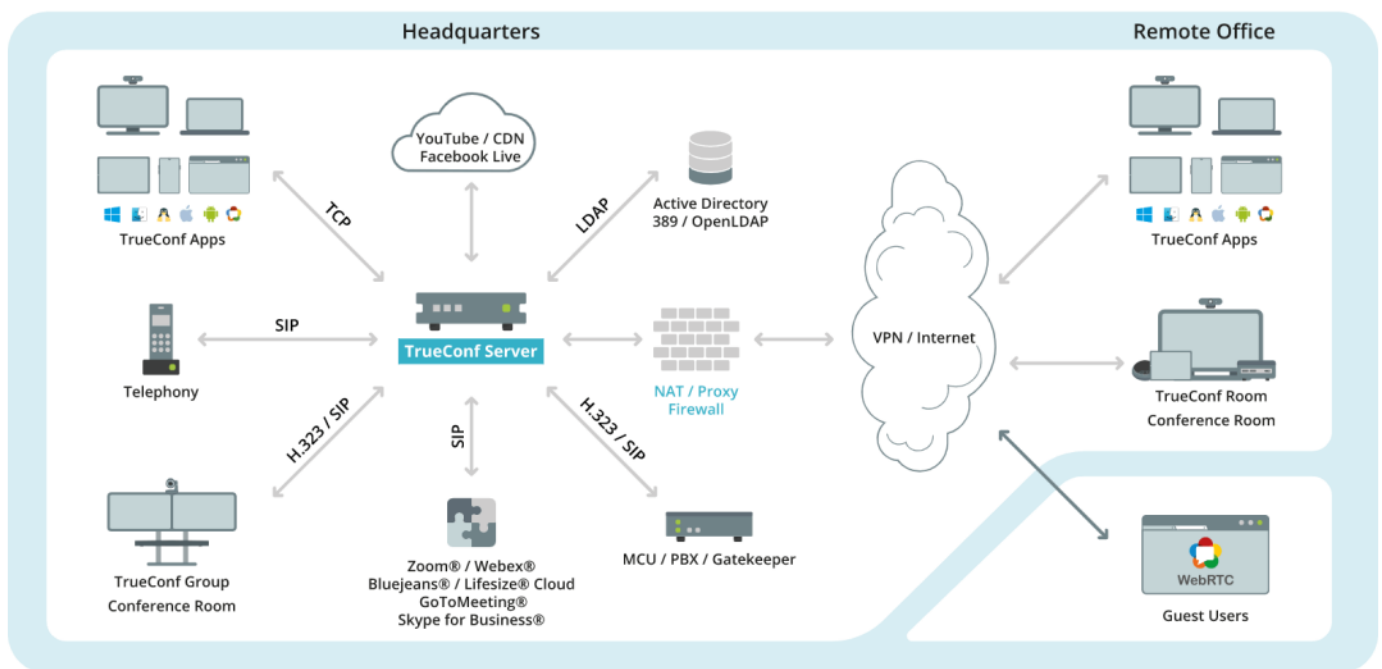 Headquarters
Remote Office
YouTube / CDN
Facebook Live
TCP
LDAP
Active Directory
389 / OpenLDAP
TrueConf Apps
TrueConf Apps
SIP
TrueConf Server
Telephony
NAT / Proxy
Firewall
VPN / Internet
TrueConf Room
Conference Room
H.323 / SIP
SIP
H.323 / SIP
TrueConf Group
Conference Room
Zoom® / Webex®
Bluejeans® / Lifesize® Cloud
GoToMeeting®
Skype for Business®
MCU / PBX / Gatekeeper
WebRTC
Guest Users